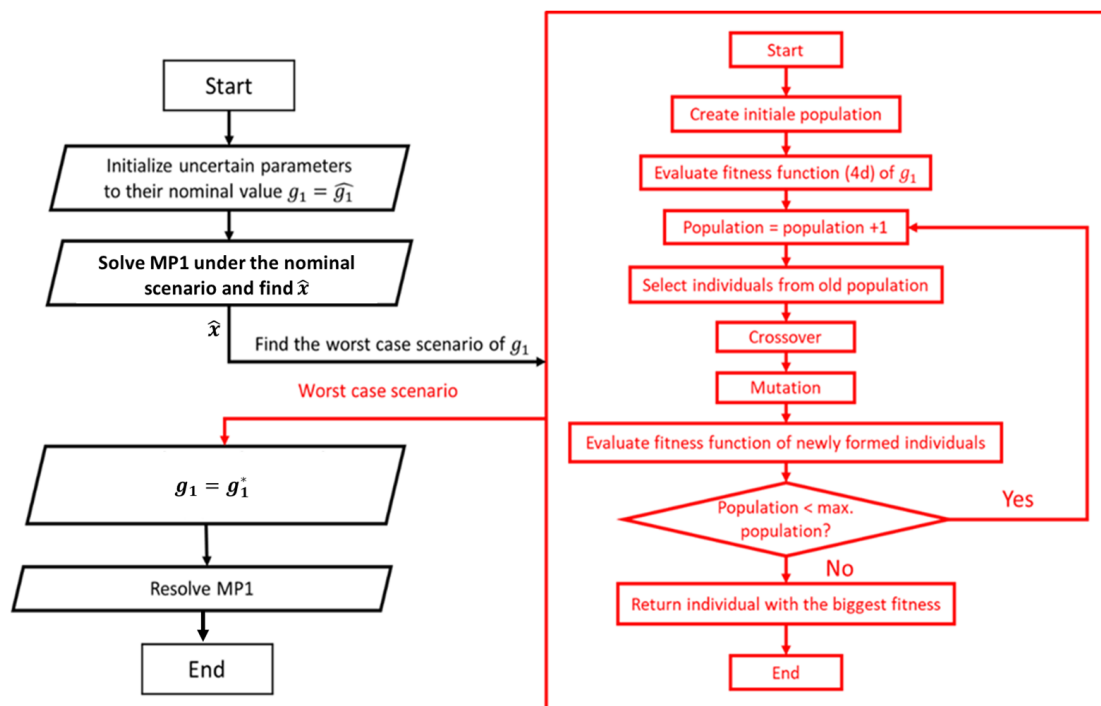 Start
Initialize uncertain parameters
to their nominal value g₁ = ĝ₁
Solve MP1 under the nominal
scenario and find x̂
x̂
Find the worst case scenario of g₁
Worst case scenario
g₁ = g₁*
Resolve MP1
End
Start
Create initiale population
Evaluate fitness function (4d) of g₁
Population = population +1
Select individuals from old population
Crossover
Mutation
Evaluate fitness function of newly formed individuals
Population < max.
population?
Yes
No
Return individual with the biggest fitness
End